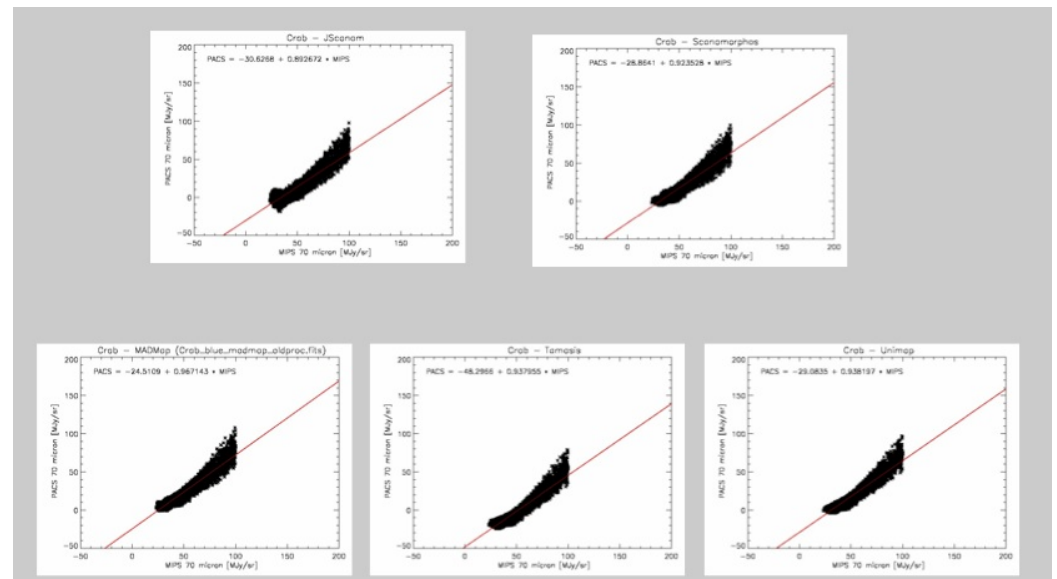 Crab - JScanam
PACS = -30.6268 + 0.892672 * MIPS
200
150
100
50
0
-50
PACS 70 micron [MJy/sr]
-50 0 50 100 150 200
MIPS 70 micron [MJy/sr]
Crab - Scanamorphos
PACS = -28.8641 + 0.923528 * MIPS
200
150
100
50
0
-50
PACS 70 micron [MJy/sr]
-50 0 50 100 150 200
MIPS 70 micron [MJy/sr]
Crab - MADMap (Crab_blue_madmap_oldproc.fits)
PACS = -24.5109 + 0.967143 * MIPS
200
150
100
50
0
-50
PACS 70 micron [MJy/sr]
-50 0 50 100 150 200
MIPS 70 micron [MJy/sr]
Crab - Tamasis
PACS = -48.2966 + 0.937955 * MIPS
200
150
100
50
0
-50
PACS 70 micron [MJy/sr]
-50 0 50 100 150 200
MIPS 70 micron [MJy/sr]
Crab - Unimap
PACS = -29.0835 + 0.938197 * MIPS
200
150
100
50
0
-50
PACS 70 micron [MJy/sr]
-50 0 50 100 150 200
MIPS 70 micron [MJy/sr]